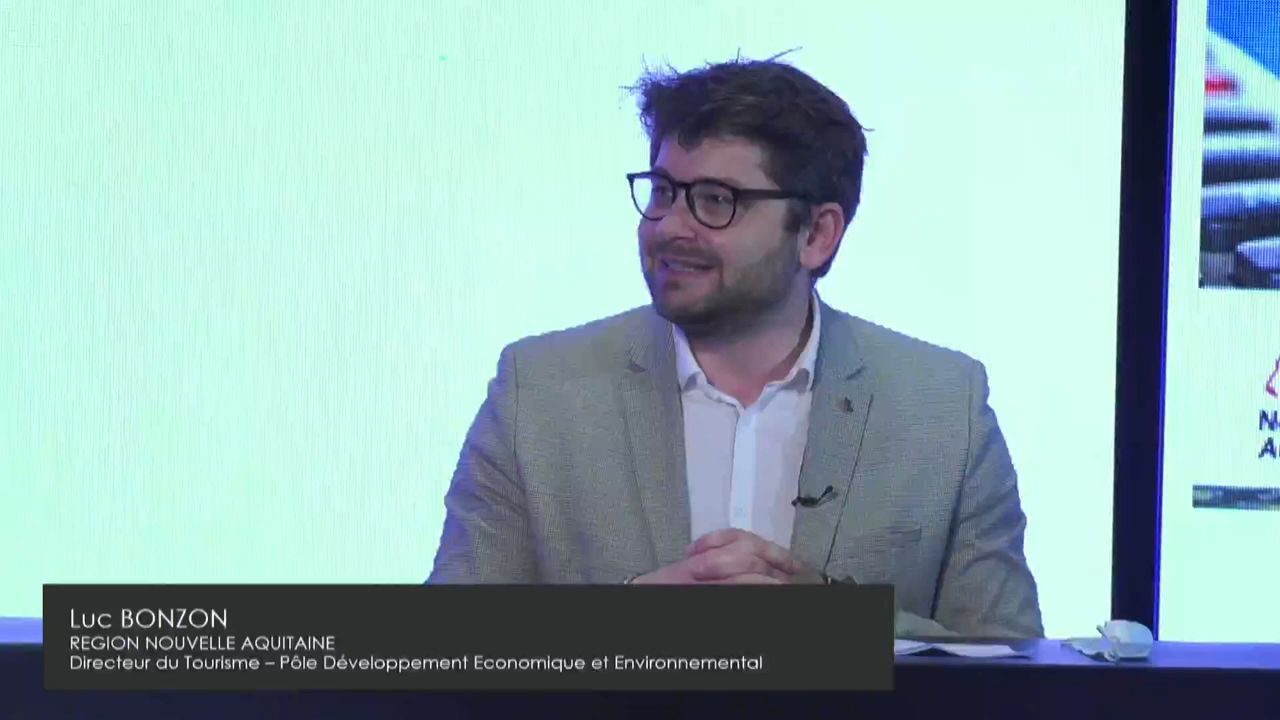 Luc BONZON
REGION NOUVELLE AQUITAINE
Directeur du Tourisme – Pôle Développement Economique et Environnemental